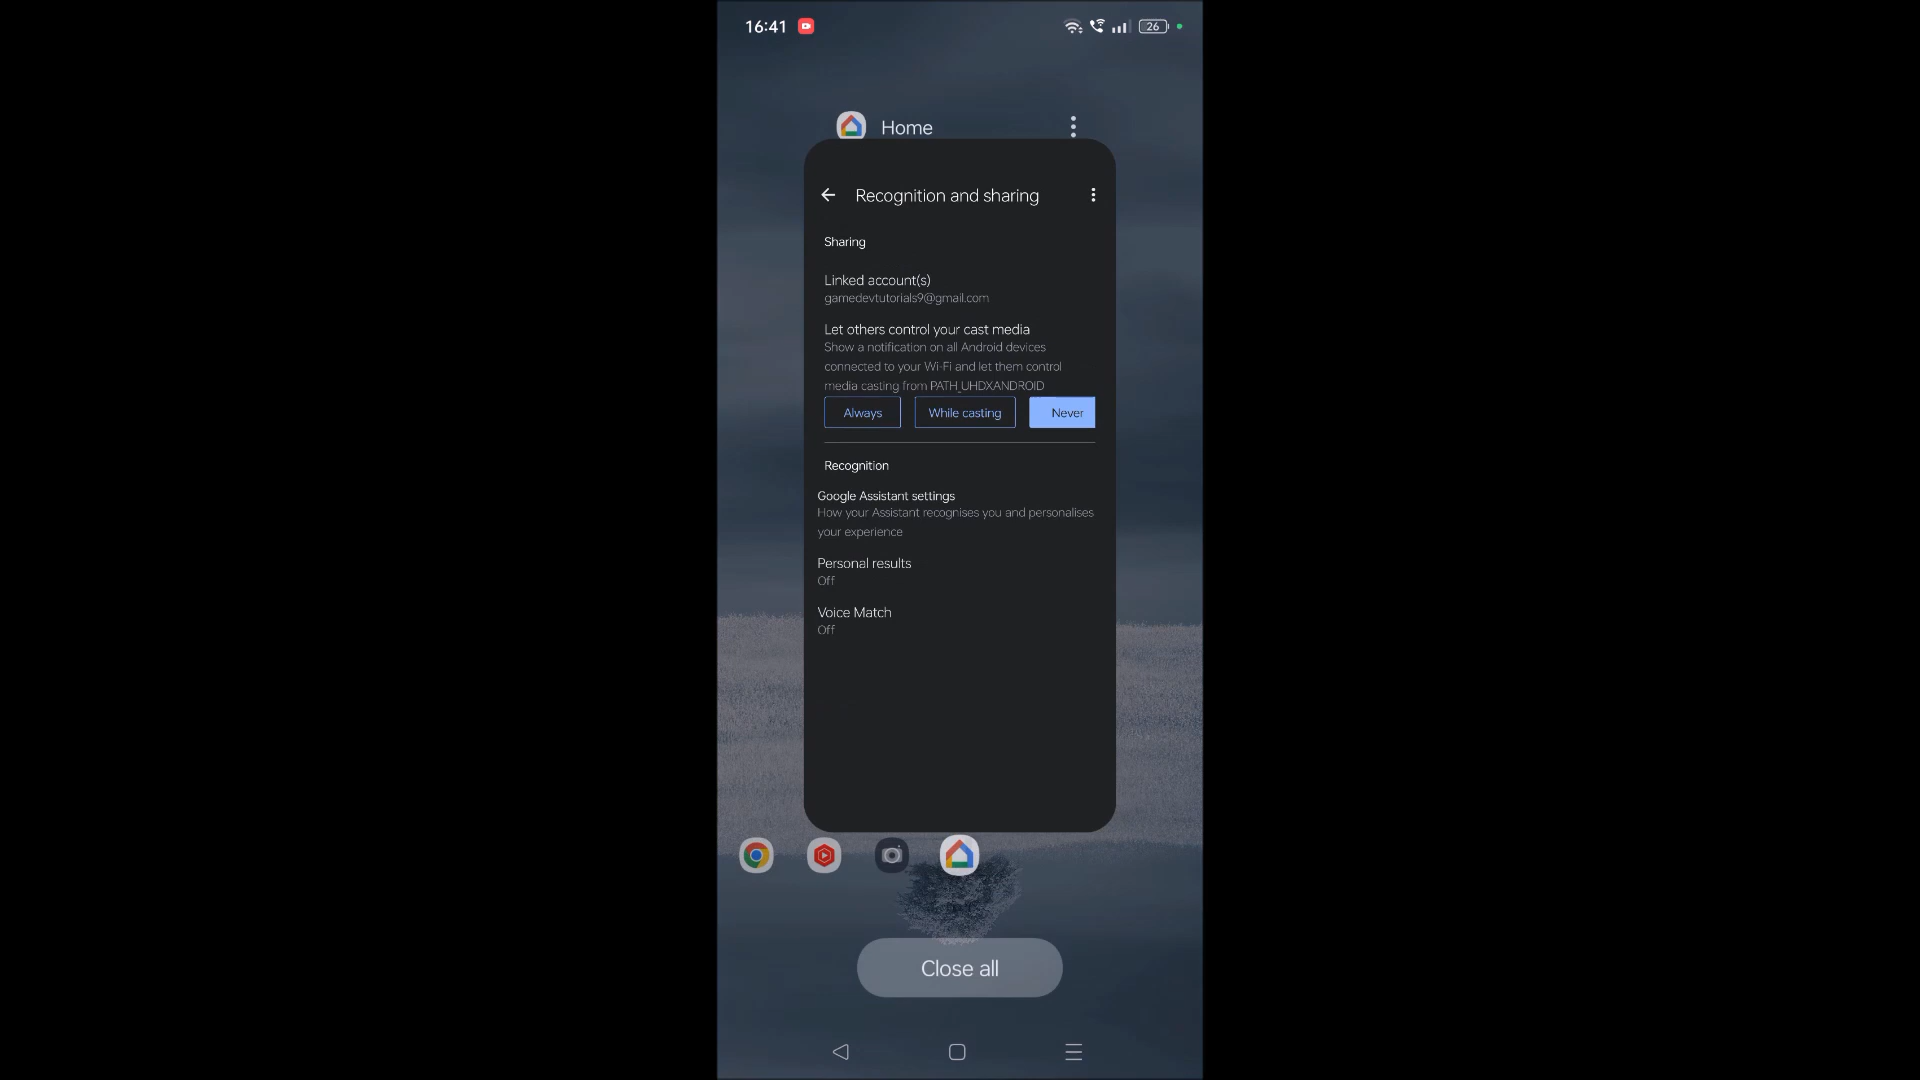 16:41
26
Home
Recognition and sharing
Sharing
Linked account(s)
gamedevtutorials9@gmail.com
Let others control your cast media
Show a notification on all Android devices
connected to your Wi-Fi and let them control
media casting from PATH_UHDXANDROID
Always While casting Never
Recognition
Google Assistant settings
How your Assistant recognises you and personalises
your experience
Personal results
Off
Voice Match
Off
Close all